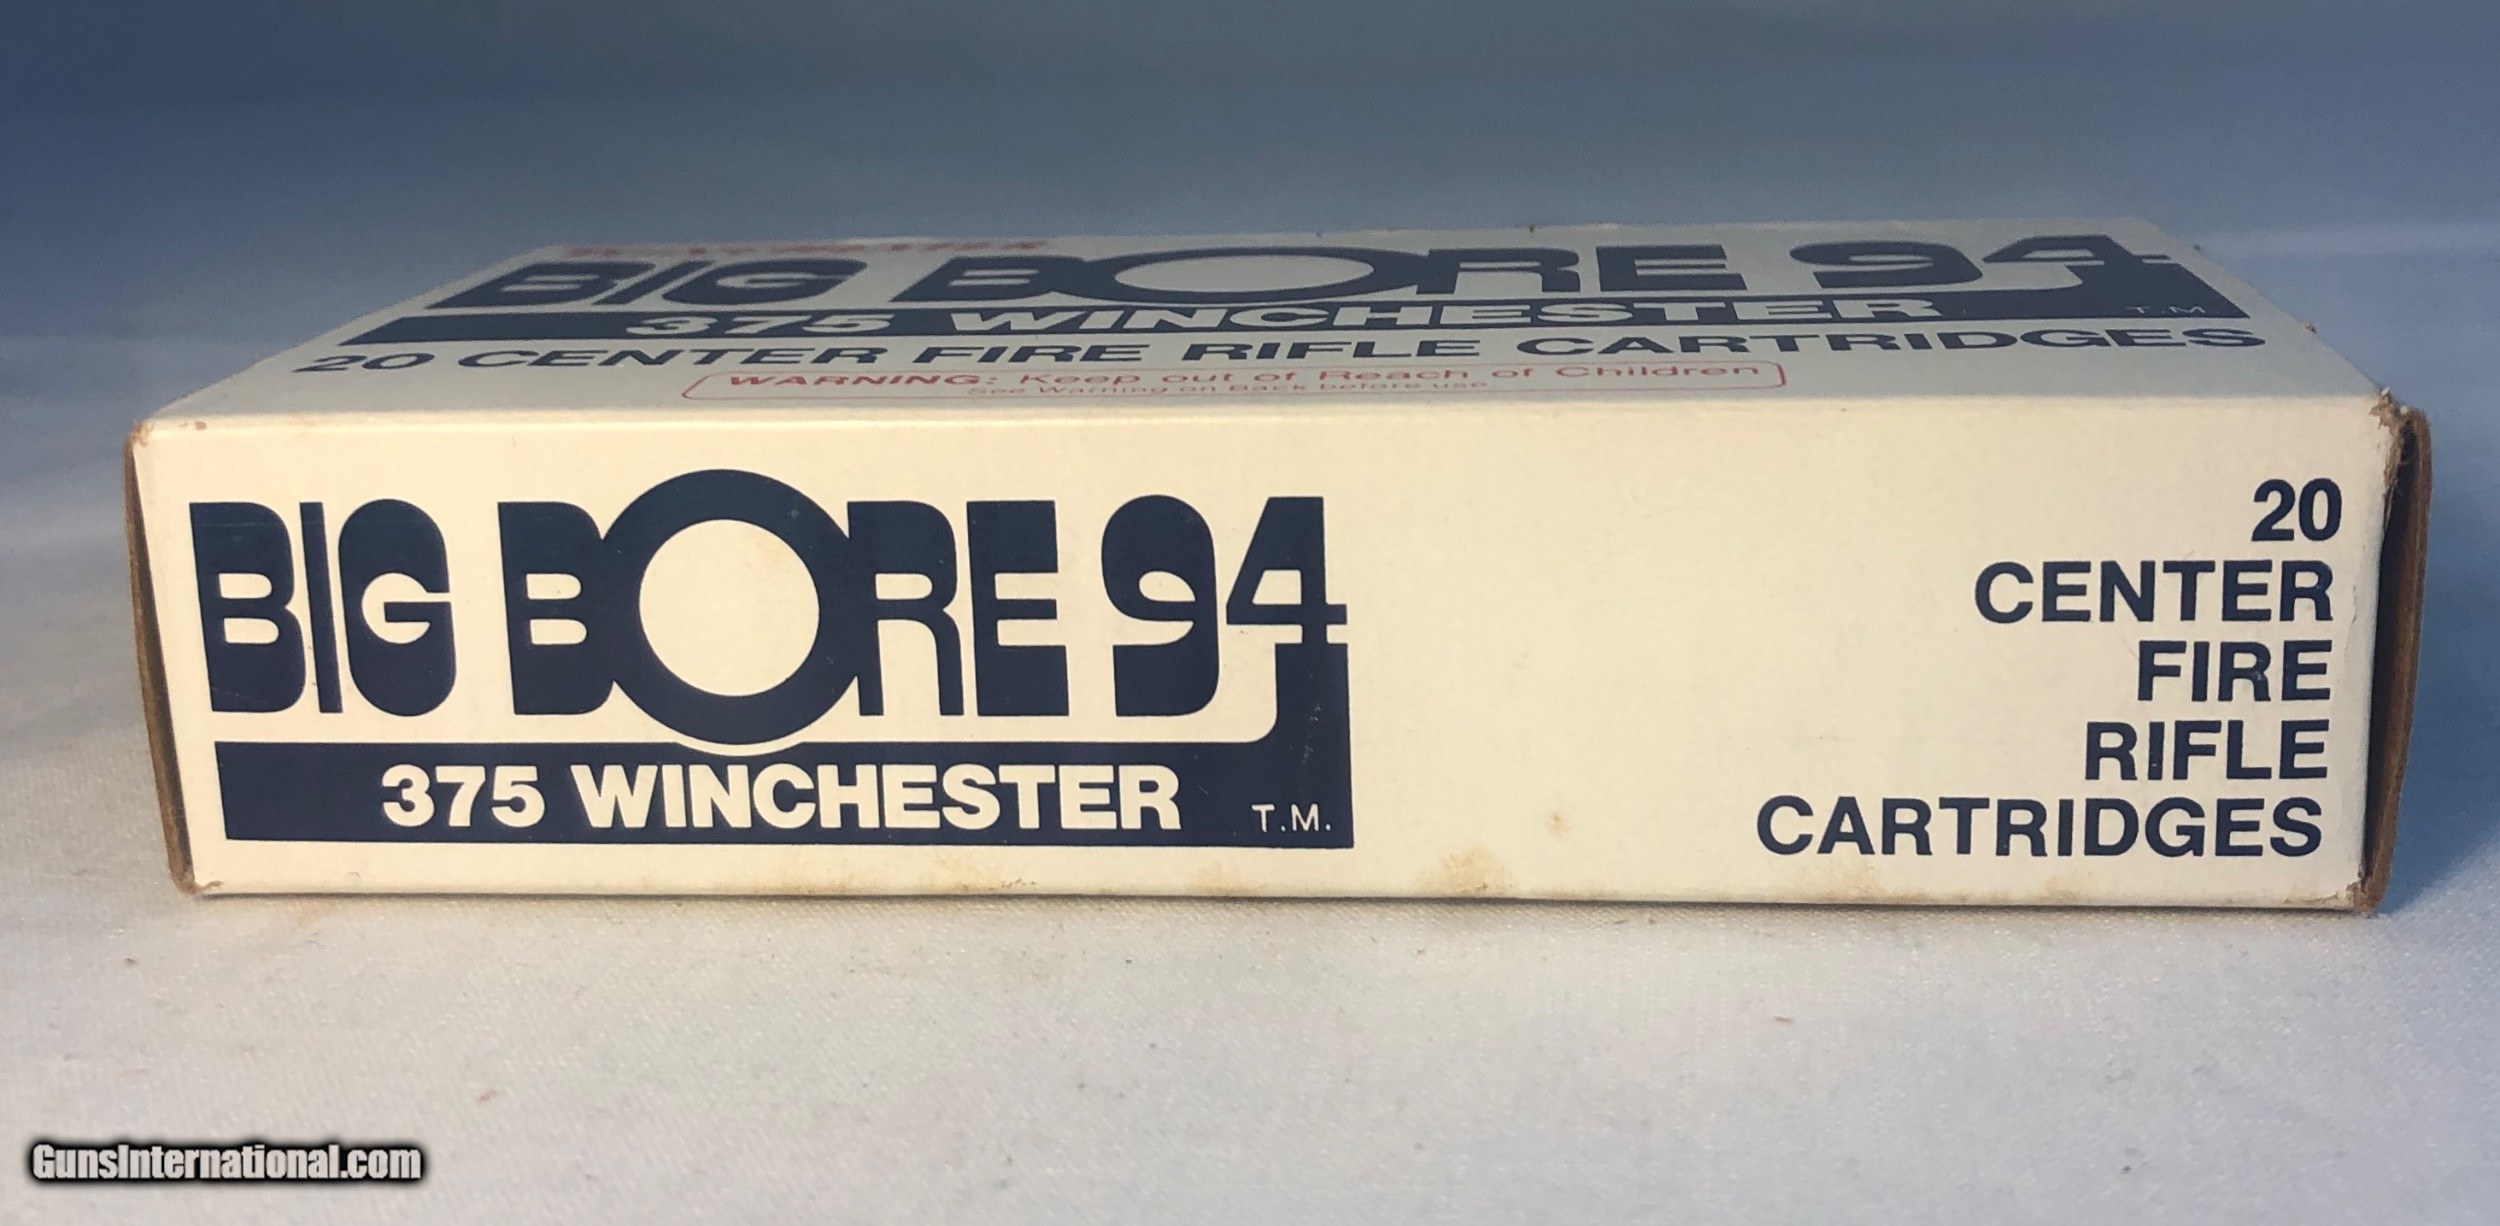 BIG BORE 94
375 WINCHESTER T.M.
20 CENTER FIRE RIFLE CARTRIDGES
WARNING: Keep out of Reach of Children
See Warning on Back before use
BIG BORE 94
375 WINCHESTER T.M.
20
CENTER
FIRE
RIFLE
CARTRIDGES
GunsInternational.com